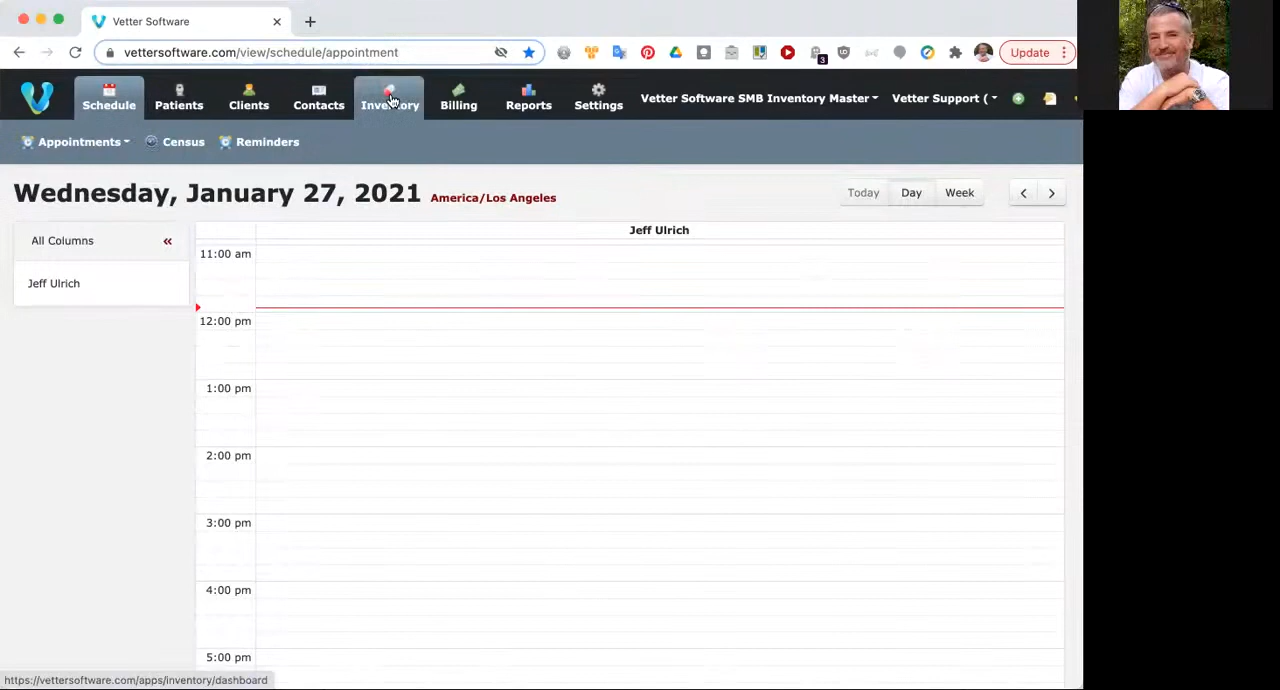 Vetter Software
vettersoftware.com/view/schedule/appointment
3
Update
Schedule
Patients
Clients
Contacts
Inventory
Billing
Reports
Settings
Vetter Software SMB Inventory Master
Vetter Support (
Appointments
Census
Reminders
Wednesday, January 27, 2021 America/Los Angeles
Today
Day
Week
All Columns «
Jeff Ulrich
Jeff Ulrich
11:00 am
12:00 pm
1:00 pm
2:00 pm
3:00 pm
4:00 pm
5:00 pm
https://vettersoftware.com/apps/inventory/dashboard